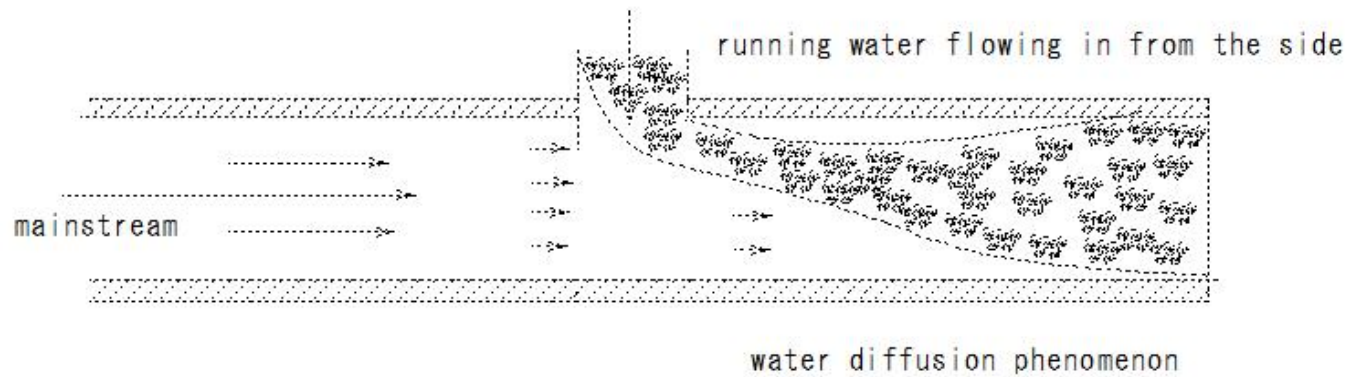 running water flowing in from the side
mainstream
water diffusion phenomenon